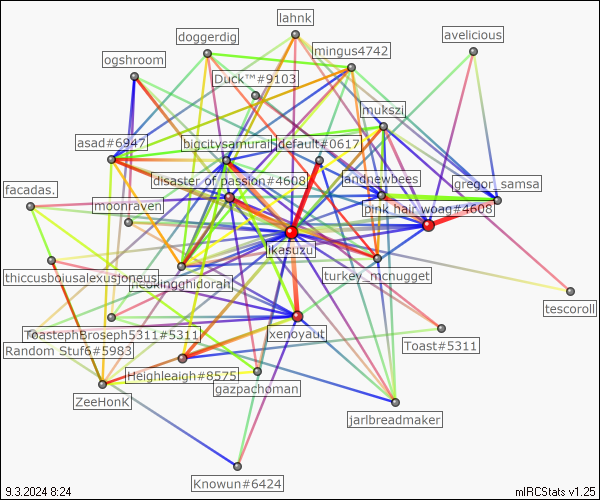 lahnk
avelicious
doggerdig
mingus4742
ogshroom
Duck™#9103
mukszi
asad#6947
bigcitysamurai
default#0617
disaster of passion#4608
andnewbees
gregor_samsa
facadas.
moonraven
pink hair woag#4608
ikasuzu
thiccusboiusalexusjoneus
neukingghidorah
turkey_mcnugget
tescoroll
ToastephBroseph5311#5311
xenoyaut
Toast#5311
Random Stuf6#5983
Heighleaigh#8575
gazpachoman
ZeeHonK
jarlbreadmaker
Knowun#6424
9.3.2024 8:24
mIRCStats v1.25